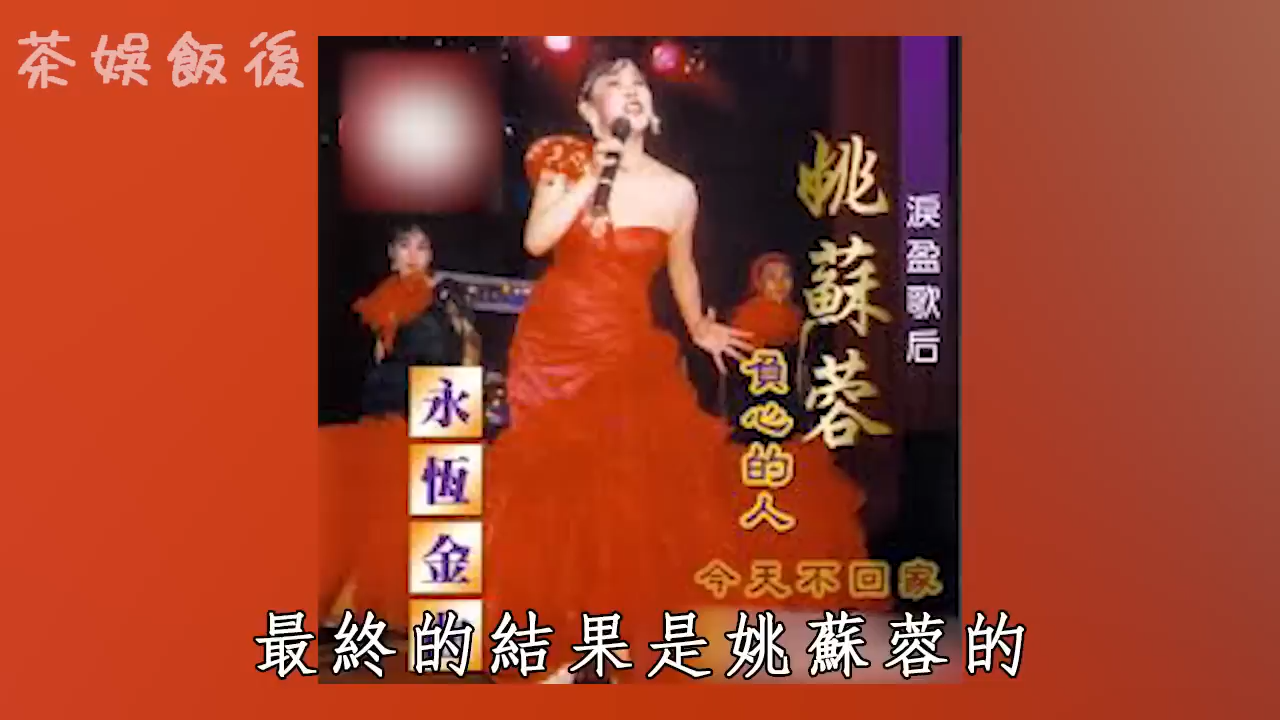 茶娛飯後
姚蘇蓉
淚盈歌后
負心的人
今天不回家
永恆金
最終的結果是姚蘇蓉的